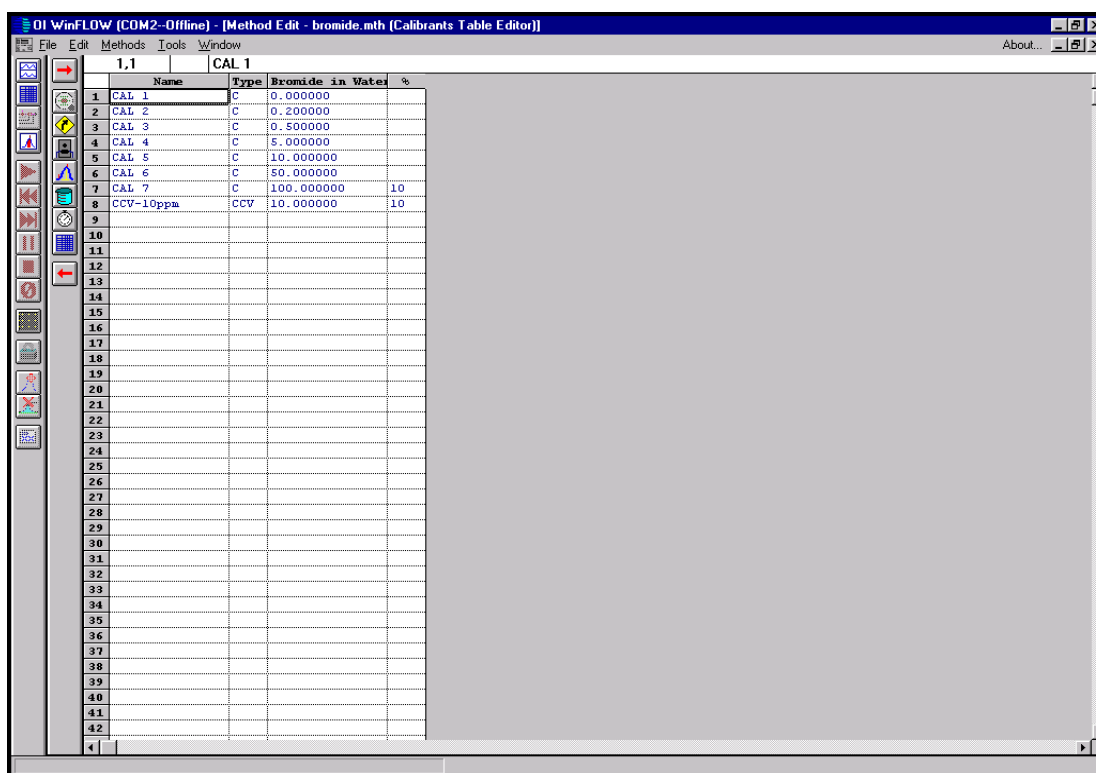 OI WinFLOW (COM2--Offline) - [Method Edit - bromide.mth (Calibrants Table Editor)]
File Edit Methods Tools Window About...
1,1 CAL 1
Name Type Bromide in Water %
1 CAL 1 C 0.000000
2 CAL 2 C 0.200000
3 CAL 3 C 0.500000
4 CAL 4 C 5.000000
5 CAL 5 C 10.000000
6 CAL 6 C 50.000000
7 CAL 7 C 100.000000 10
8 CCV-10ppm CCV 10.000000 10
9
10
11
12
13
14
15
16
17
18
19
20
21
22
23
24
25
26
27
28
29
30
31
32
33
34
35
36
37
38
39
40
41
42